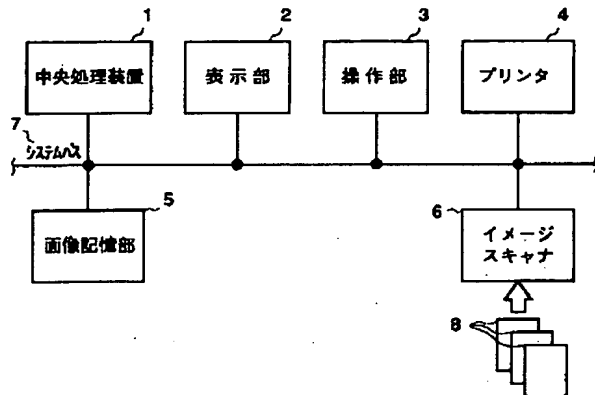 1
2
3
4
中央処理装置
表示部
操作部
プリンタ
7
システムバス
5
6
画像記憶部
イメージ
スキャナ
8